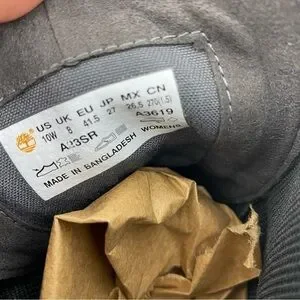 US UK EU JP MX CN
10W 8 41.5 27 26.5 270(1.5)
A3619
WOMENS
MADE IN BANGLADESH